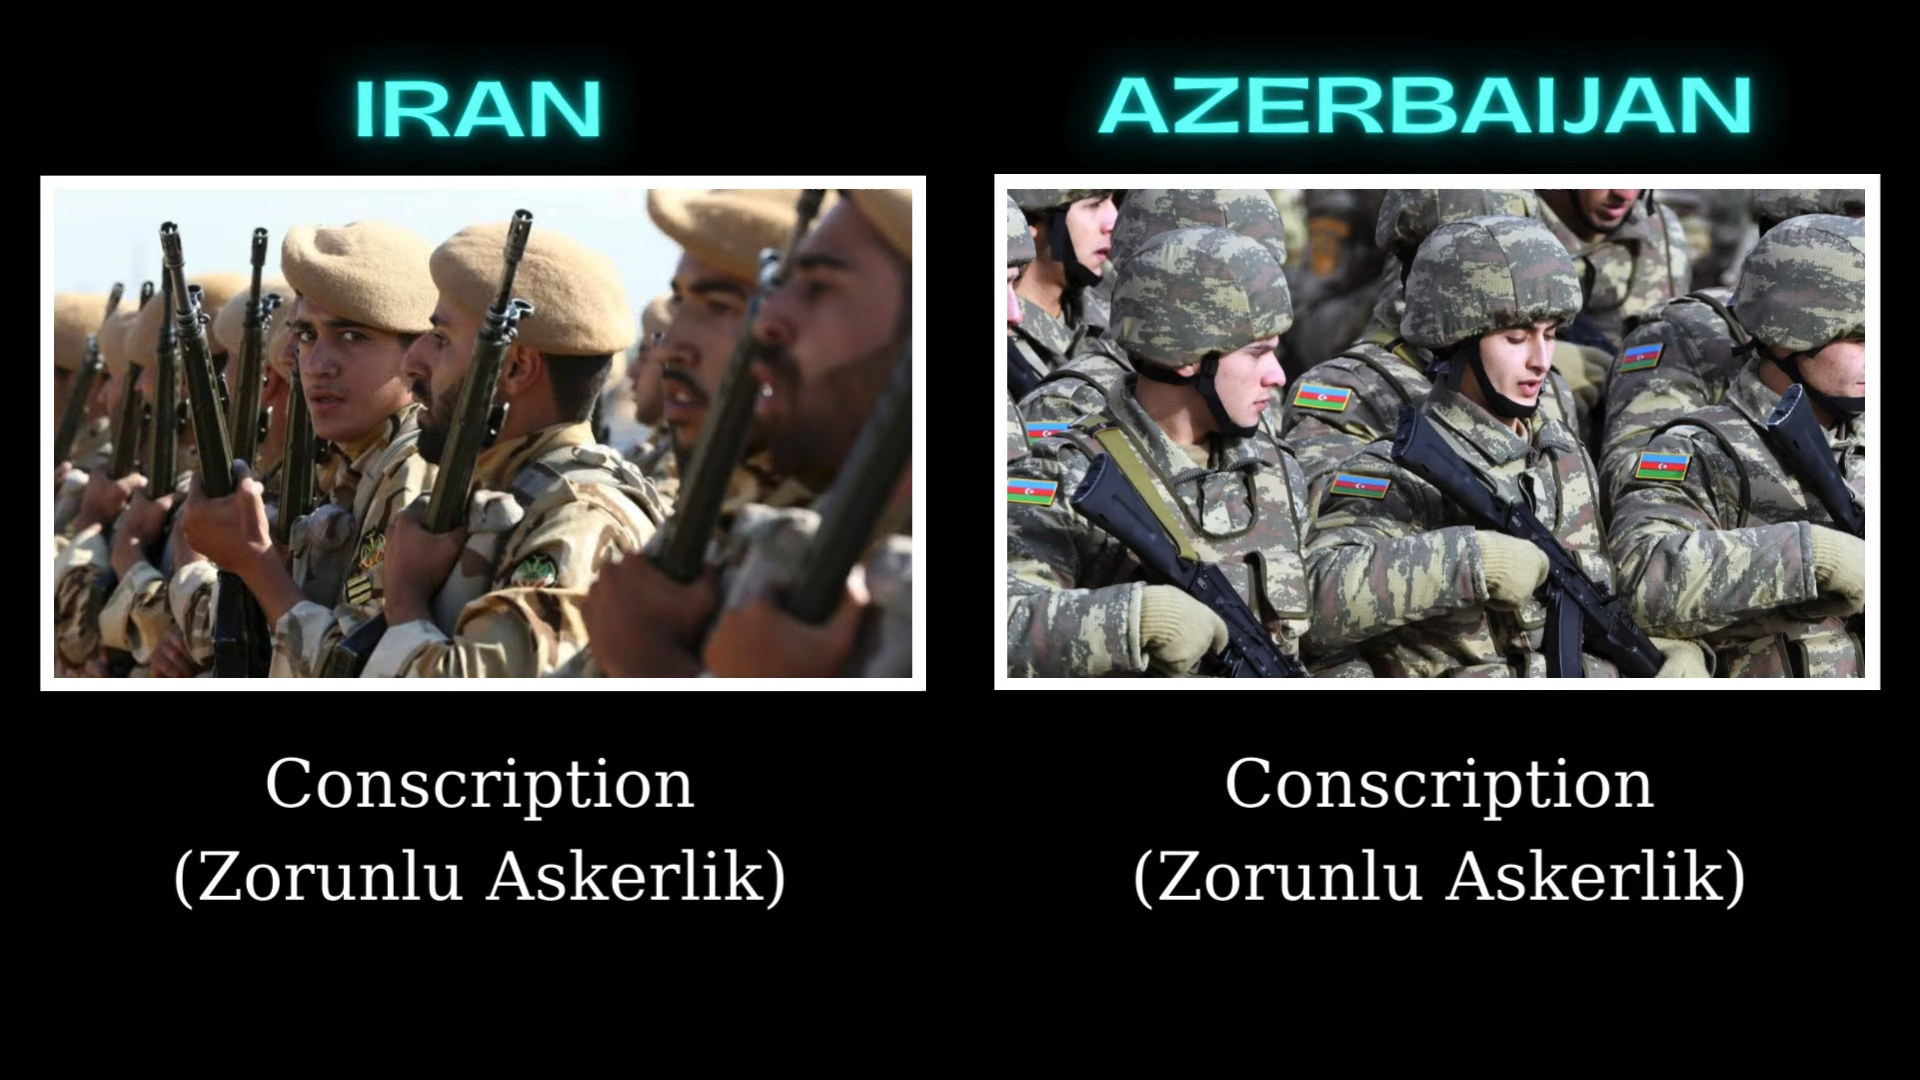 IRAN
AZERBAIJAN
Conscription
(Zorunlu Askerlik)
Conscription
(Zorunlu Askerlik)